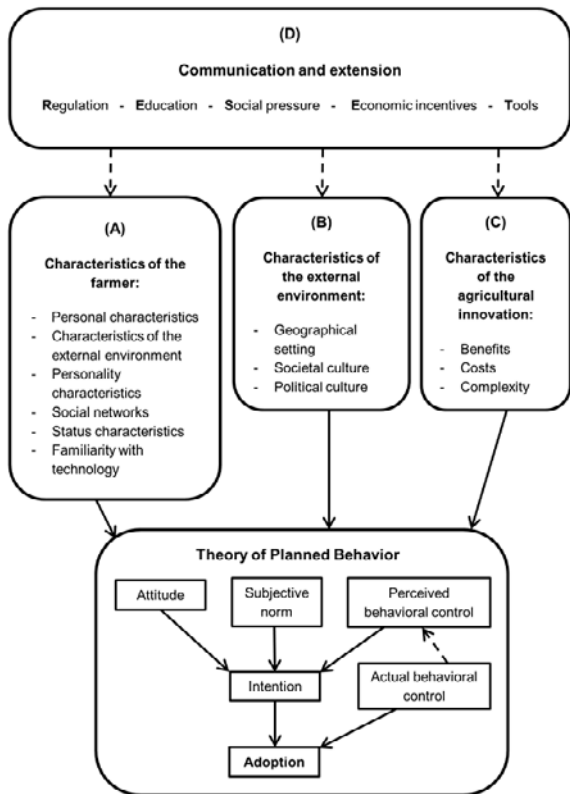 (D)
Communication and extension
Regulation - Education - Social pressure - Economic incentives - Tools
(A)
Characteristics of the
farmer:
- Personal characteristics
- Characteristics of the
external environment
- Personality
characteristics
- Social networks
- Status characteristics
- Familiarity with
technology
(B)
Characteristics of
the external
environment:
- Geographical
setting
- Societal culture
- Political culture
(C)
Characteristics
of the
agricultural
innovation:
- Benefits
- Costs
- Complexity
Theory of Planned Behavior
Attitude
Subjective
norm
Perceived
behavioral control
Intention
Actual behavioral
control
Adoption